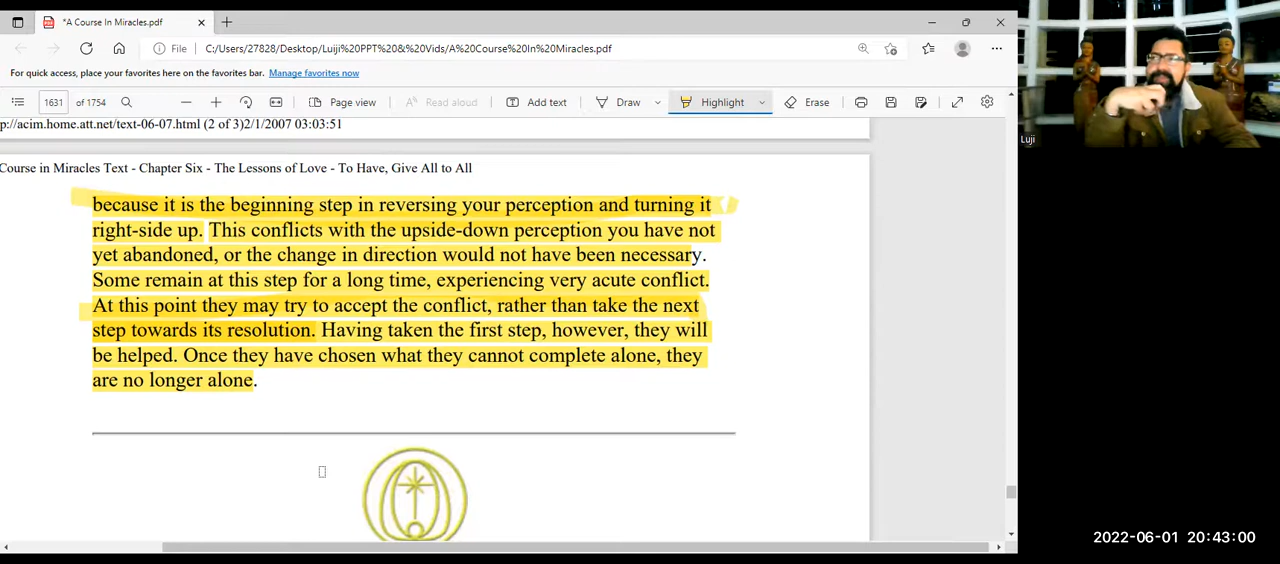 *A Course In Miracles.pdf
File
C:/Users/27828/Desktop/Luiji%20PPT%20&%20Vids/A%20Course%20In%20Miracles.pdf
For quick access, place your favorites here on the favorites bar. Manage favorites now
1631 of 1754 Page view Read aloud Add text Draw Highlight Erase
p://acim.home.att.net/text-06-07.html (2 of 3)2/1/2007 03:03:51
Course in Miracles Text - Chapter Six - The Lessons of Love - To Have, Give All to All
because it is the beginning step in reversing your perception and turning it
right-side up. This conflicts with the upside-down perception you have not
yet abandoned, or the change in direction would not have been necessary.
Some remain at this step for a long time, experiencing very acute conflict.
At this point they may try to accept the conflict, rather than take the next
step towards its resolution. Having taken the first step, however, they will
be helped. Once they have chosen what they cannot complete alone, they
are no longer alone.
Luji
2022-06-01 20:43:00